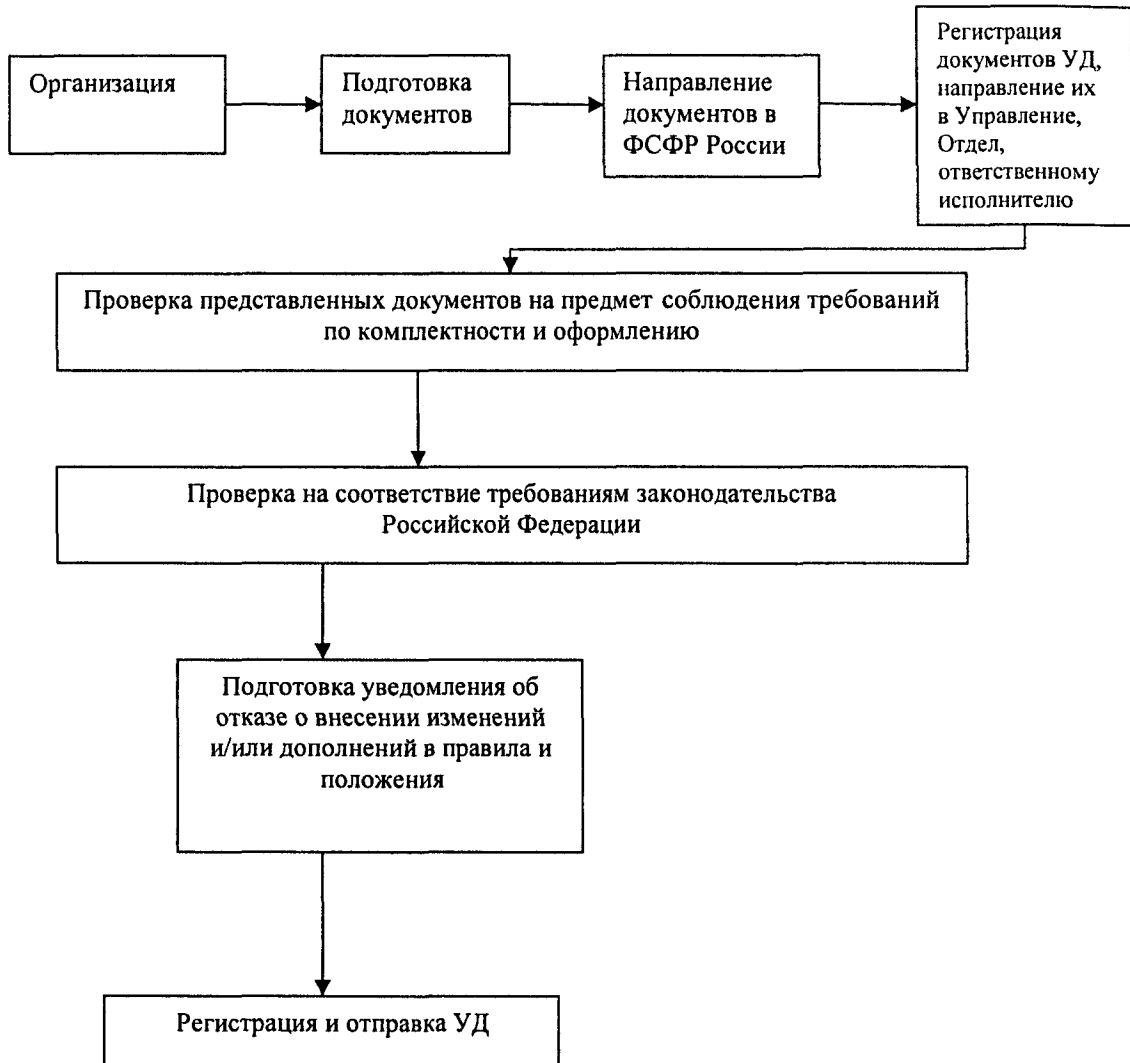 Организация
Подготовка
документов
Направление
документов в
ФСФР России
Регистрация
документов УД,
направление их
в Управление,
Отдел,
ответственному
исполнителю
Проверка представленных документов на предмет соблюдения требований
по комплектности и оформлению
Проверка на соответствие требованиям законодательства
Российской Федерации
Подготовка уведомления об
отказе о внесении изменений
и/или дополнений в правила и
положения
Регистрация и отправка УД